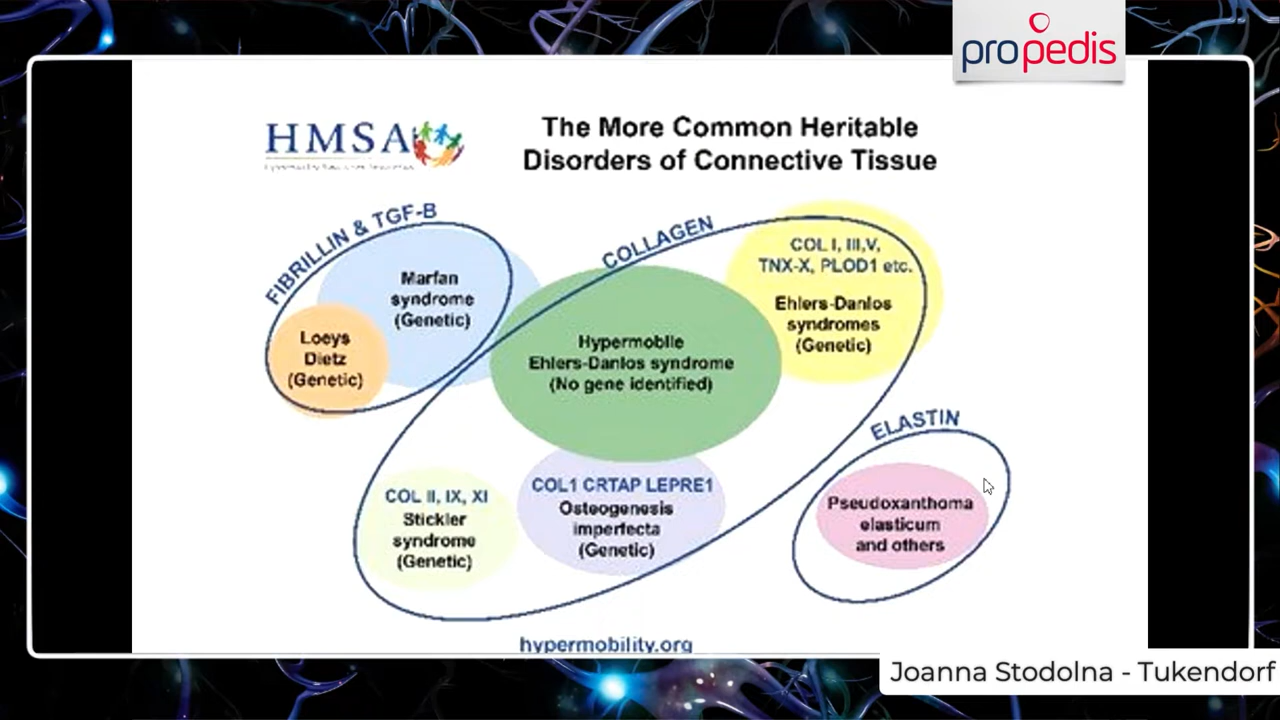 propedis
HMSA
The More Common Heritable
Disorders of Connective Tissue
FIBRILLIN & TGF-B
Marfan
syndrome
(Genetic)
Loeys
Dietz
(Genetic)
COLLAGEN
Hypermobile
Ehlers-Danlos syndrome
(No gene identified)
COL I, III,V,
TNX-X, PLOD1 etc.
Ehlers-Danlos
syndromes
(Genetic)
COL II, IX, XI
Stickler
syndrome
(Genetic)
COL1 CRTAP LEPRE1
Osteogenesis
imperfecta
(Genetic)
ELASTIN
Pseudoxanthoma
elasticum
and others
hypermobility.org
Joanna Stodolna - Tukendorf